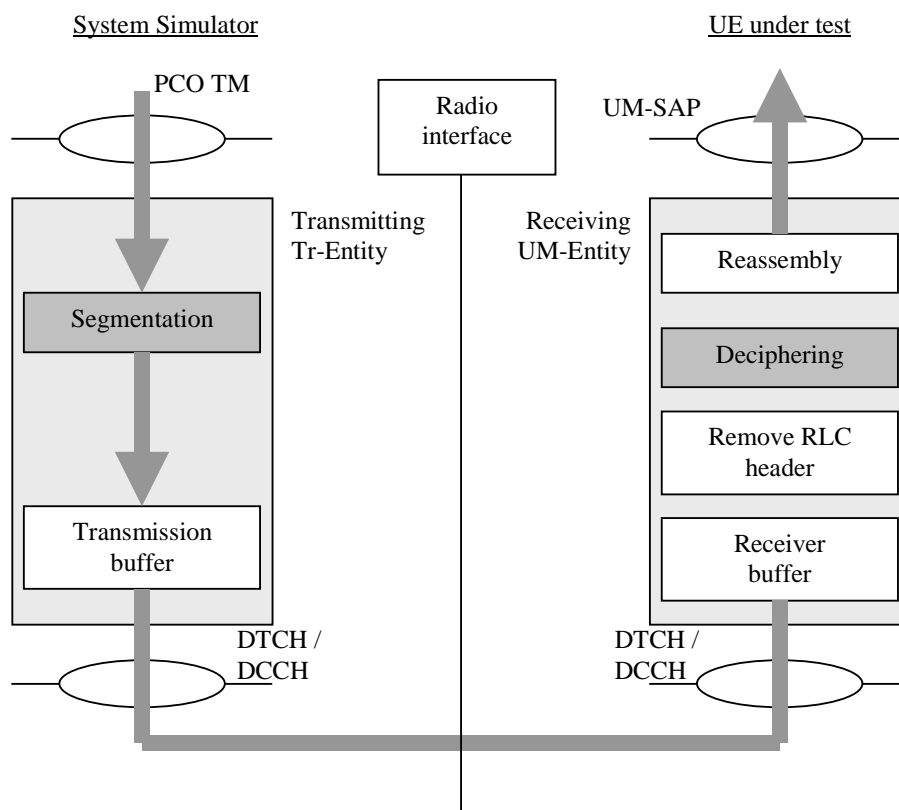 System Simulator
UE under test
PCO TM
Radio
interface
UM-SAP
Transmitting
Tr-Entity
Receiving
UM-Entity
Segmentation
Reassembly
Deciphering
Remove RLC
header
Transmission
buffer
Receiver
buffer
DTCH /
DCCH
DTCH /
DCCH